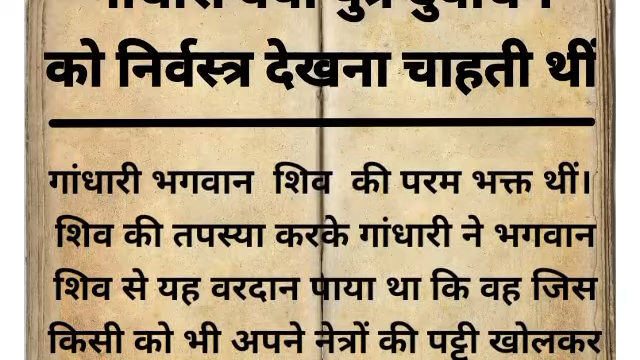 को निर्वस्त्र देखना चाहती थीं
गांधारी भगवान शिव की परम भक्त थीं।
शिव की तपस्या करके गांधारी ने भगवान
शिव से यह वरदान पाया था कि वह जिस
किसी को भी अपने नेत्रों की पट्टी खोलकर